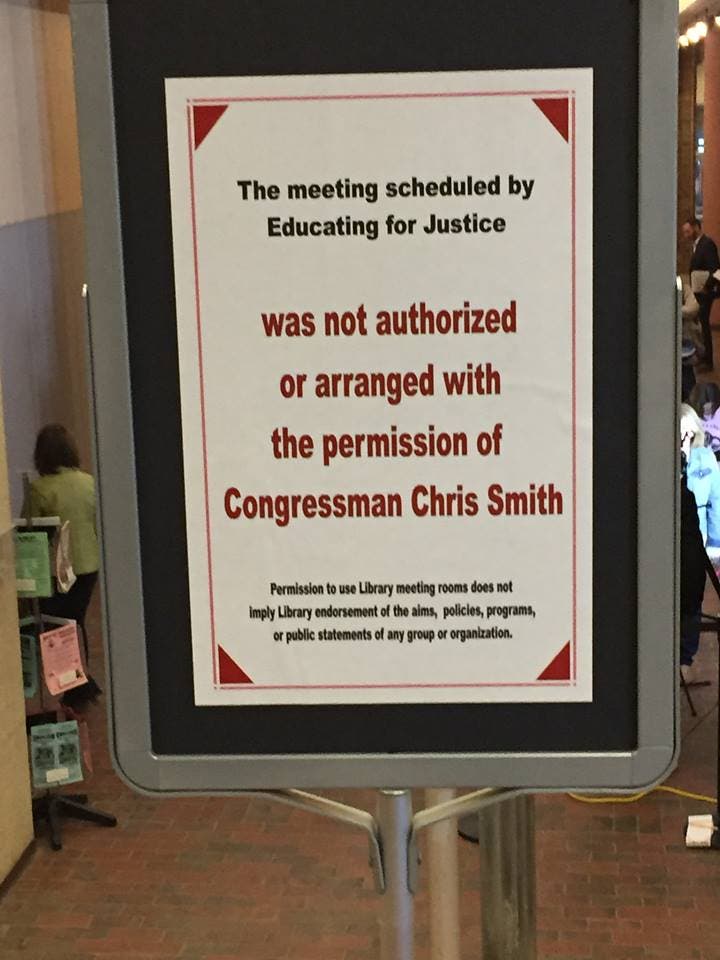 The meeting scheduled by
Educating for Justice
was not authorized
or arranged with
the permission of
Congressman Chris Smith
Permission to use Library meeting rooms does not
imply Library endorsement of the aims, policies, programs,
or public statements of any group or organization.